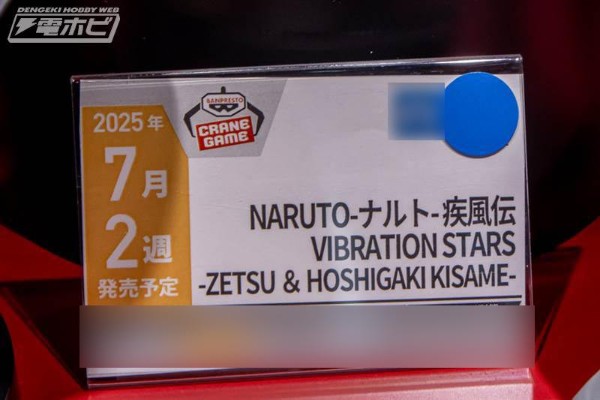 DENGEKI HOBBY WEB
電ホビ
BANPRESTO
CRANE
GAME
2025年
7月
2週
発売予定
NARUTO-ナルト-疾風伝
VIBRATION STARS
-ZETSU & HOSHIGAKI KISAME-